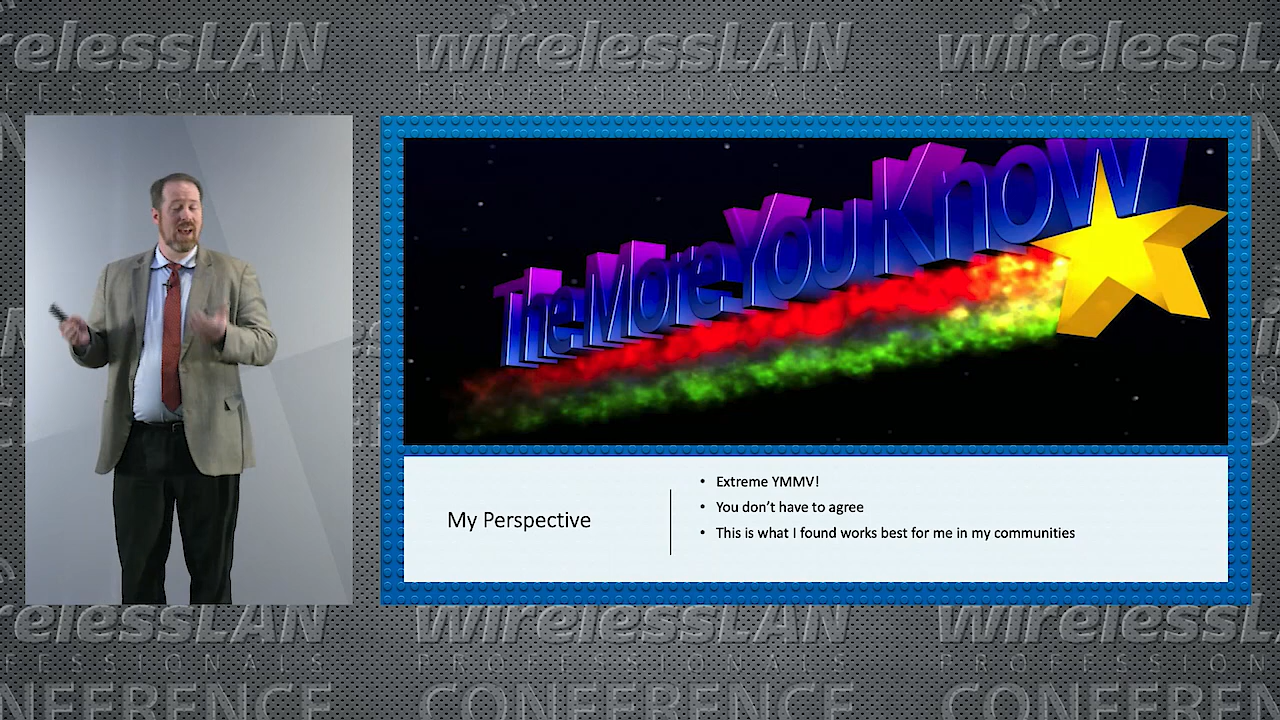 wirelessLAN
PROFESSIONALS
CONFERENCE
The More You Know
My Perspective
• Extreme YMMV!
• You don't have to agree
• This is what I found works best for me in my communities